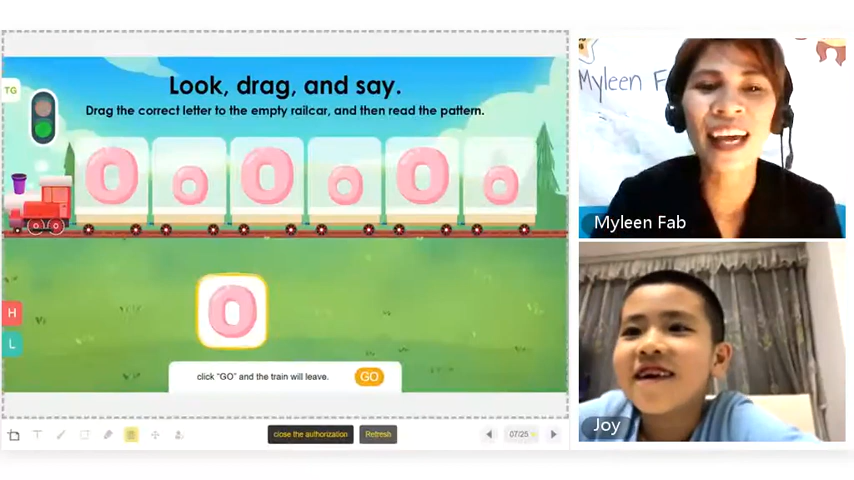 TG
Look, drag, and say.
Drag the correct letter to the empty railcar, and then read the pattern.
O o O o O o
O
H
L
click "GO" and the train will leave.
GO
close the authorization
Refresh
07/25
Myleen F
Myleen Fab
Joy